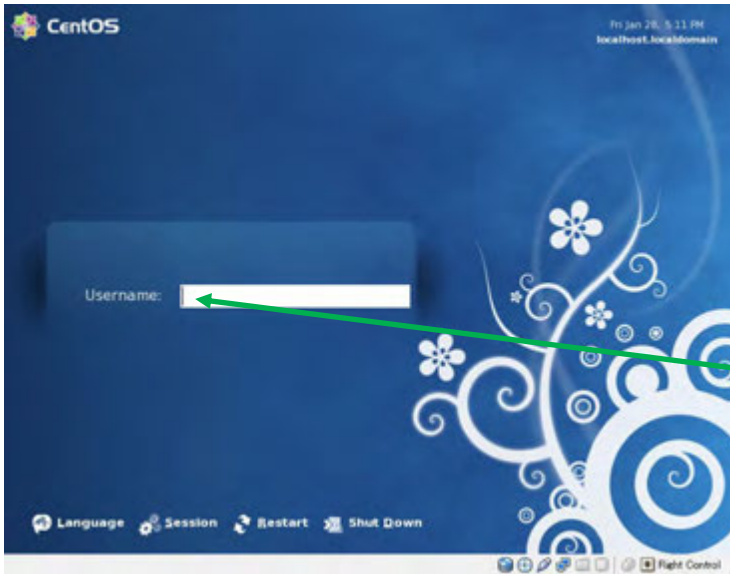 CentOS
Fri Jan 28, 5:11 PM
localhost.localdomain
Username:
Language Session Restart Shut Down
Right Control